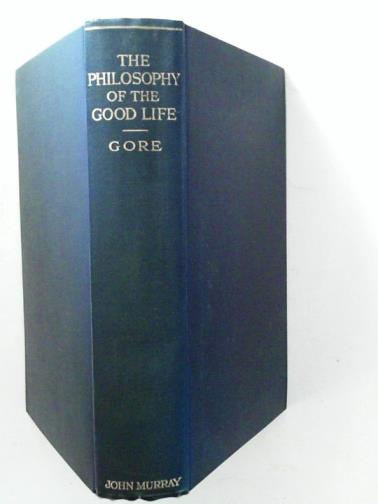 THE
PHILOSOPHY
OF THE
GOOD LIFE
GORE
JOHN MURRAY